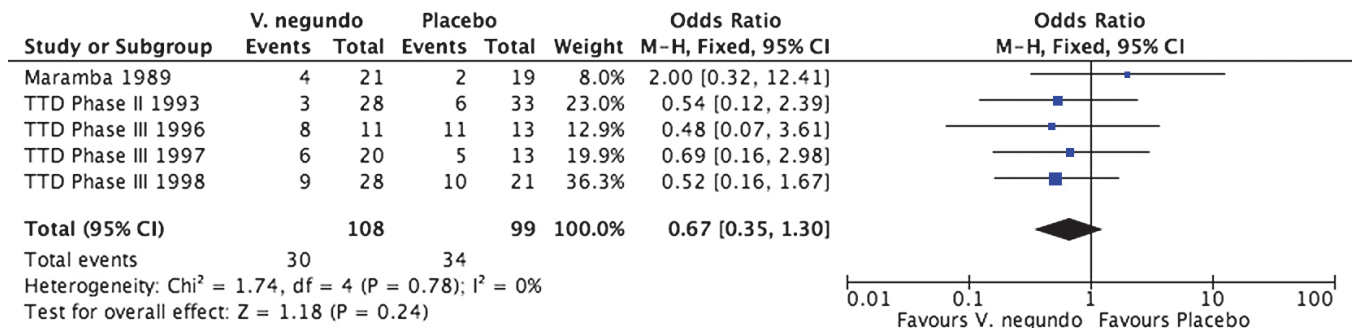 V. negundo Placebo Odds Ratio Odds Ratio
Study or Subgroup Events Total Events Total Weight M-H, Fixed, 95% CI M-H, Fixed, 95% CI
Maramba 1989 4 21 2 19 8.0% 2.00 [0.32, 12.41]
TTD Phase II 1993 3 28 6 33 23.0% 0.54 [0.12, 2.39]
TTD Phase III 1996 8 11 11 13 12.9% 0.48 [0.07, 3.61]
TTD Phase III 1997 6 20 5 13 19.9% 0.69 [0.16, 2.98]
TTD Phase III 1998 9 28 10 21 36.3% 0.52 [0.16, 1.67]
Total (95% CI) 108 99 100.0% 0.67 [0.35, 1.30]
Total events 30 34
Heterogeneity: Chi² = 1.74, df = 4 (P = 0.78); I² = 0%
Test for overall effect: Z = 1.18 (P = 0.24)
0.01 0.1 1 10 100
Favours V. negundo Favours Placebo